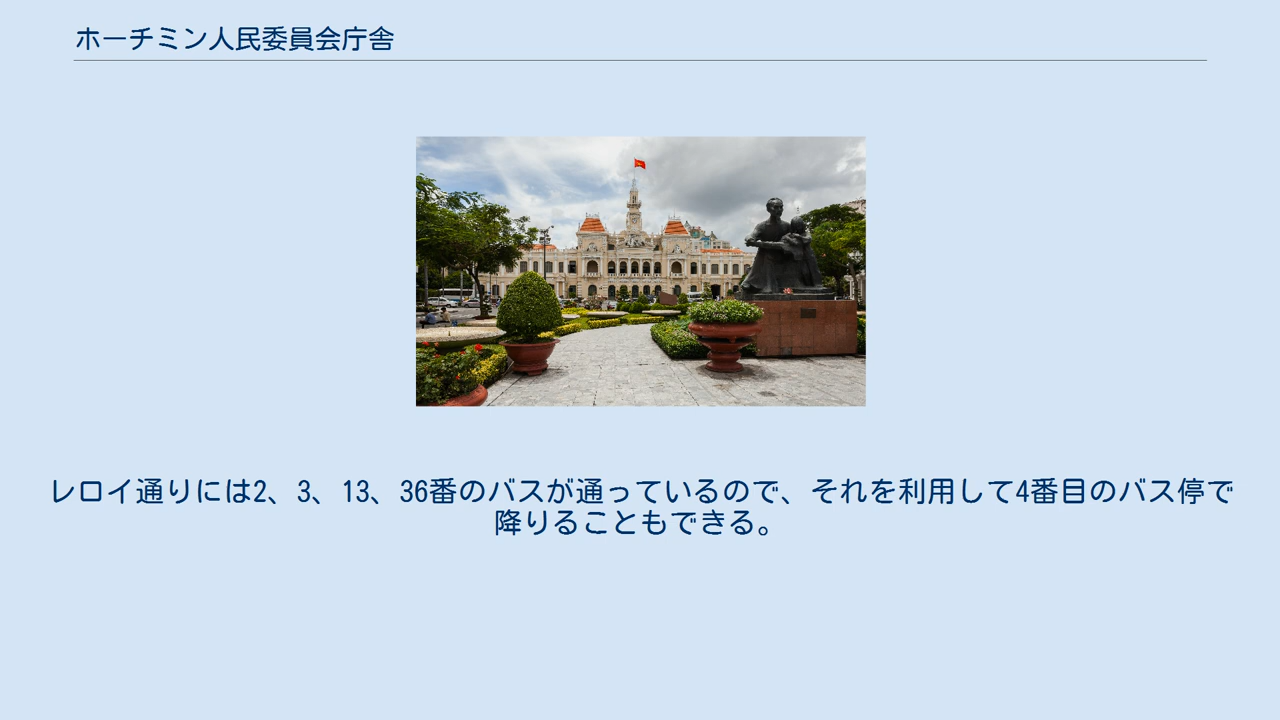 ホーチミン人民委員会庁舎
レロイ通りには2、3、13、36番のバスが通っているので、それを利用して4番目のバス停で
降りることもできる。